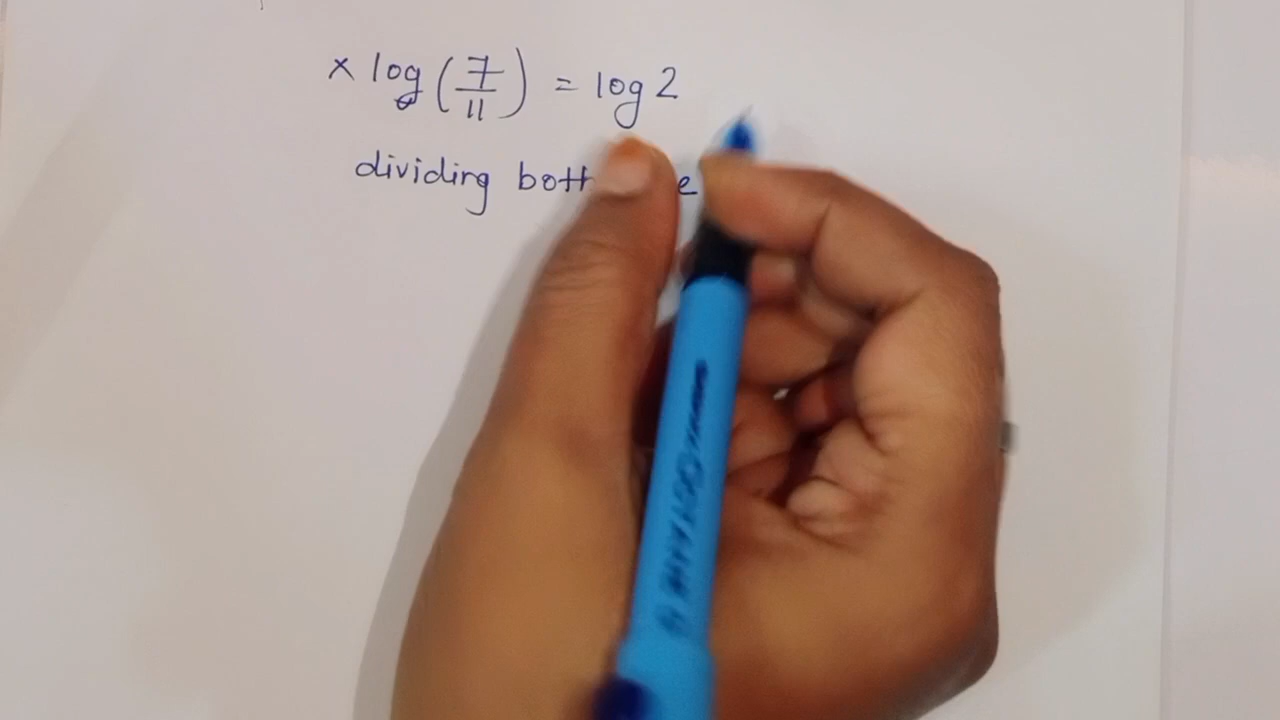 x log(7/11) = log 2
dividing both